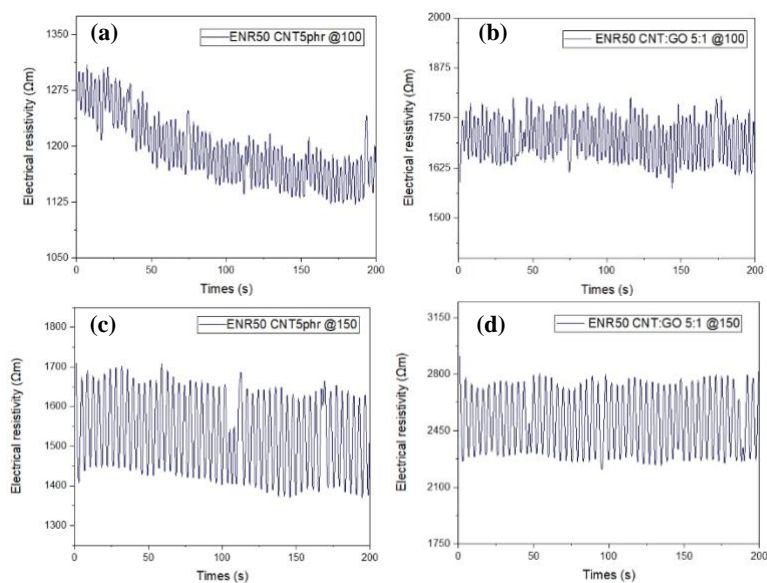 (a)
ENR50 CNT5phr @100
1350
1275
1200
1125
1050
Electrical resistivity (Ωm)
0 50 100 150 200
Times (s)
(b)
ENR50 CNT:GO 5:1 @100
2000
1875
1750
1625
1500
Electrical resistivity (Ωm)
0 50 100 150 200
Times (s)
(c)
ENR50 CNT5phr @150
1700
1600
1500
1400
1300
Electrical resistivity (Ωm)
0 50 100 150 200
Times (s)
(d)
ENR50 CNT:GO 5:1 @150
3150
2800
2450
2100
1750
Electrical resistivity (Ωm)
0 50 100 150 200
Times (s)